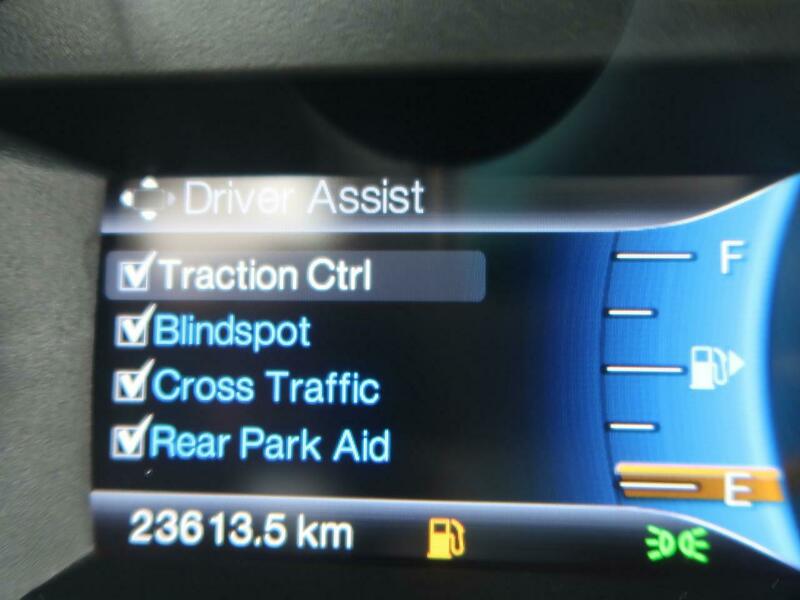 Driver Assist
Traction Ctrl
Blindspot
Cross Traffic
Rear Park Aid
23613.5 km
F
E